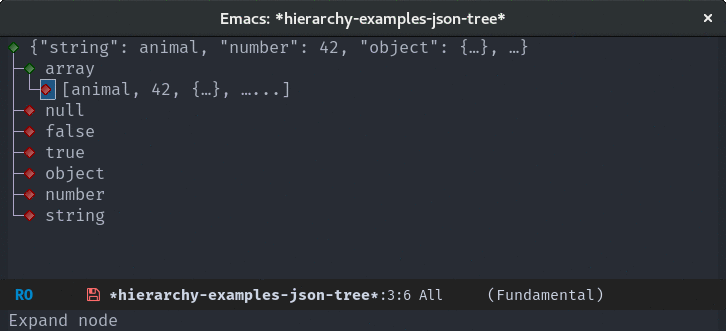 Emacs: *hierarchy-examples-json-tree* ×
{"string": animal, "number": 42, "object": {…}, …}
array
[animal, 42, {…}, …...]
null
false
true
object
number
string
RO *hierarchy-examples-json-tree*:3:6 All (Fundamental)
Expand node